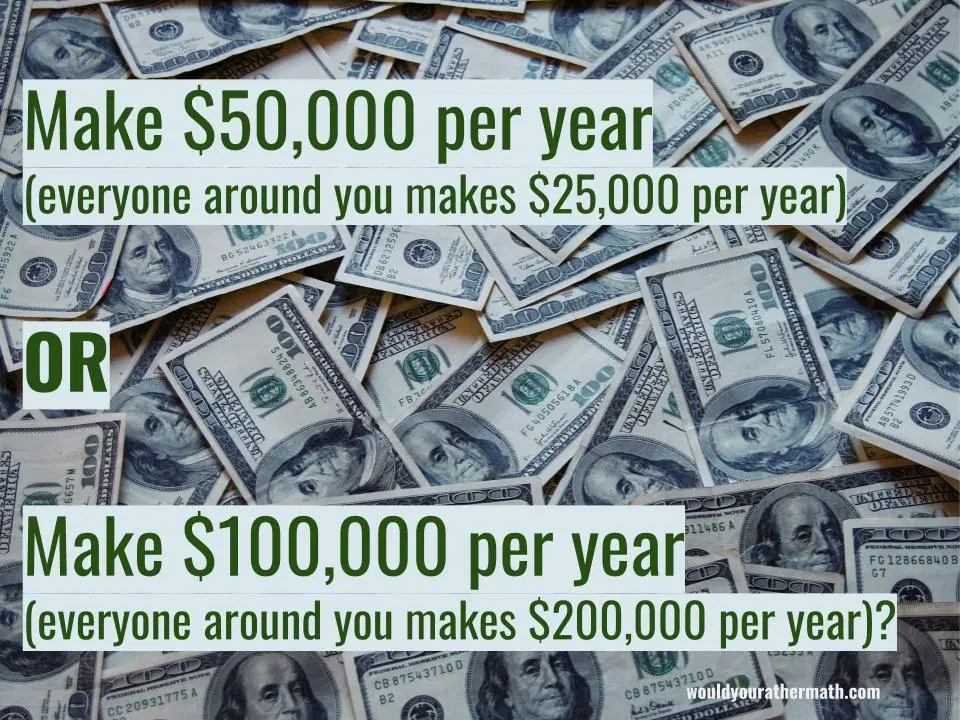 Make $50,000 per year
(everyone around you makes $25,000 per year)
OR
Make $100,000 per year
(everyone around you makes $200,000 per year)?
wouldyourathermath.com